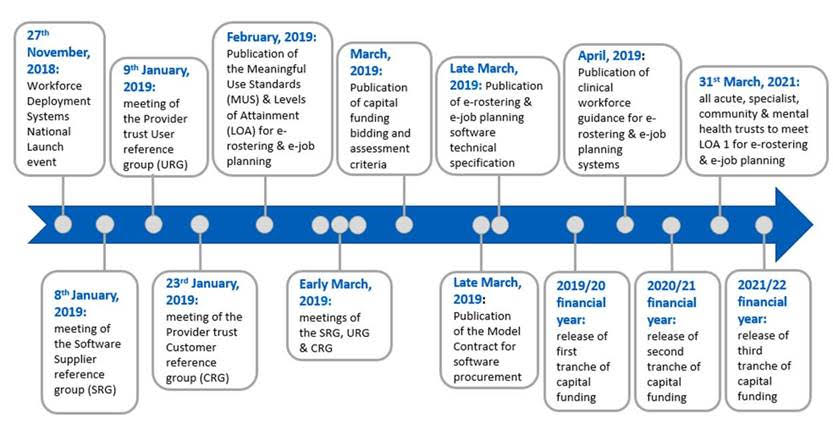 27th
November,
2018:
Workforce
Deployment
Systems
National
Launch
event
9th January,
2019:
meeting of
the Provider
trust User
reference
group (URG)
February, 2019:
Publication of
the Meaningful
Use Standards
(MUS) & Levels
of Attainment
(LOA) for e-
rostering & e-job
planning
March,
2019:
Publication
of capital
funding
bidding and
assessment
criteria
Late March,
2019: Publication
of e-rostering &
e-job planning
software
technical
specification
April, 2019:
Publication of
clinical
workforce
guidance for e-
rostering & e-job
planning
systems
31st March, 2021:
all acute, specialist,
community & mental
health trusts to meet
LOA 1 for e-rostering
& e-job planning
8th January,
2019:
meeting of
the Software
Supplier
reference
group (SRG)
23rd January,
2019:
meeting of the
Provider trust
Customer
reference
group (CRG)
Early March,
2019:
meetings of
the SRG, URG
& CRG
Late March,
2019:
Publication
of the Model
Contract for
software
procurement
2019/20
financial
year:
release of
first
tranche of
capital
funding
2020/21
financial
year:
release of
second
tranche of
capital
funding
2021/22
financial
year:
release of
third
tranche of
capital
funding